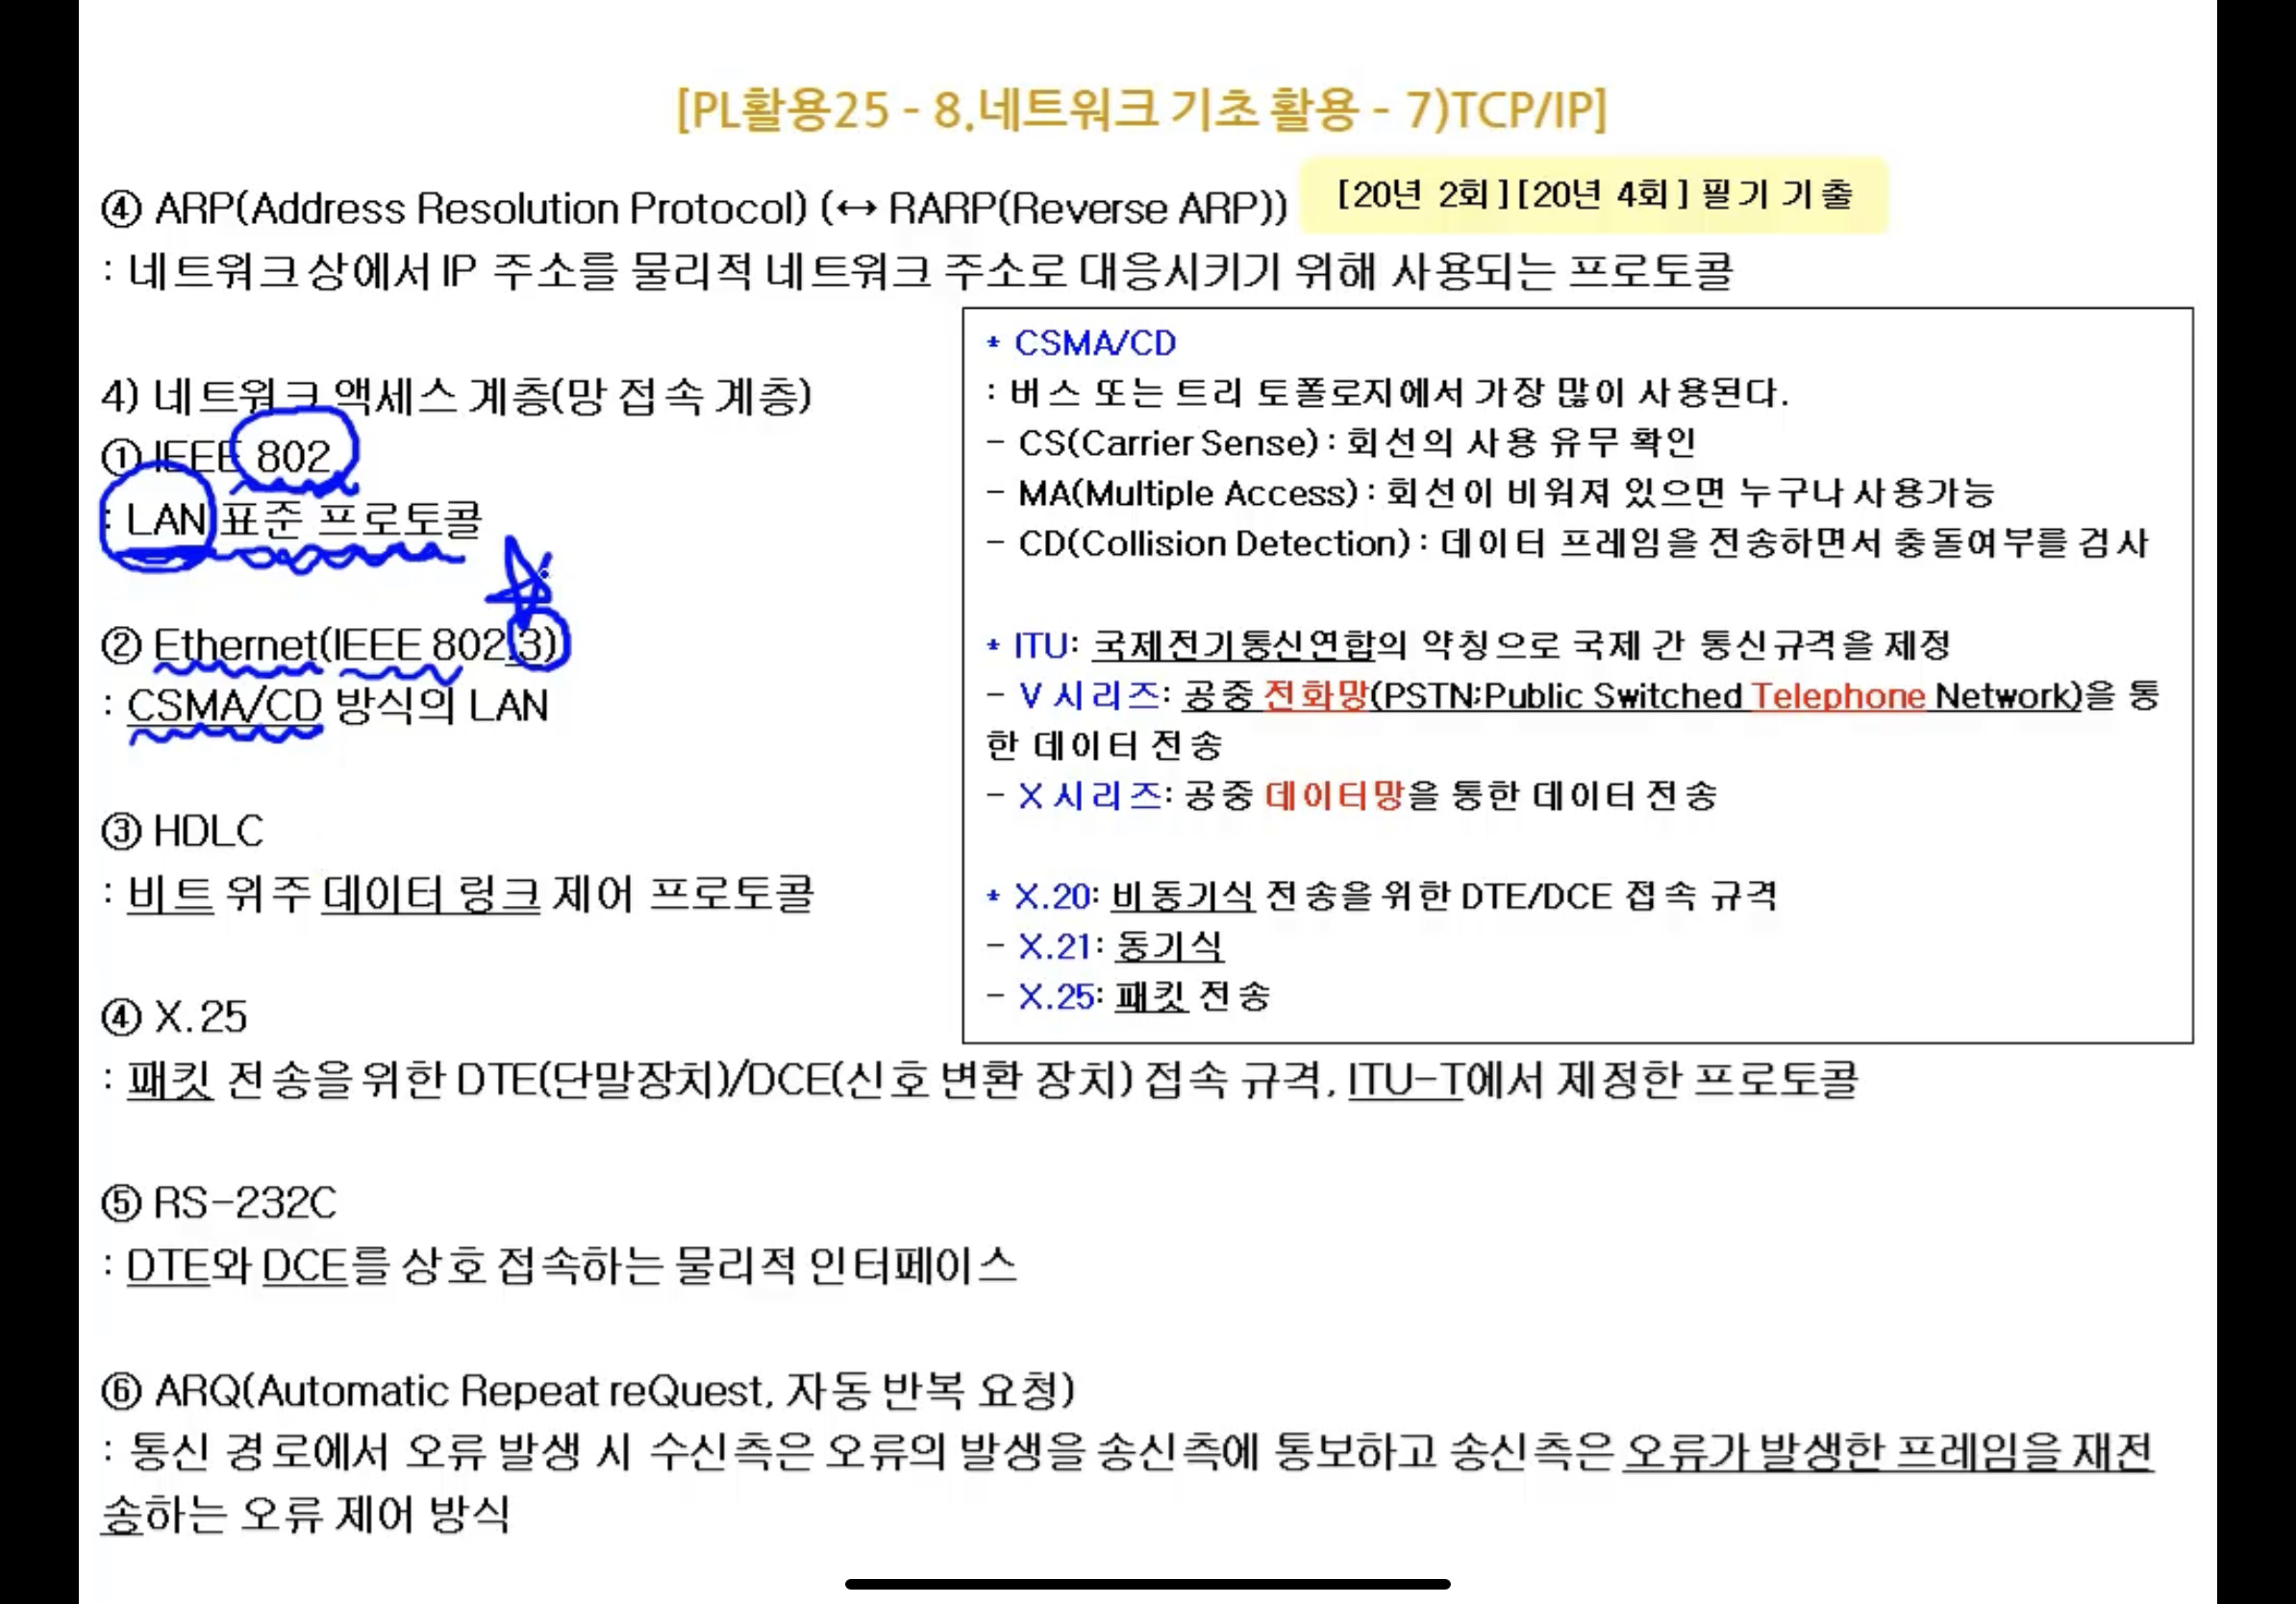 [PL활용25 - 8.네트워크 기초 활용 - 7)TCP/IP]
④ ARP(Address Resolution Protocol) (↔ RARP(Reverse ARP))
[20년 2회][20년 4회] 필기 기출
: 네트워크상에서 IP 주소를 물리적 네트워크 주소로 대응시키기 위해 사용되는 프로토콜
4) 네트워크 액세스 계층(망 접속 계층)
① IEEE 802
: LAN 표준 프로토콜
② Ethernet(IEEE 802.3)
: CSMA/CD 방식의 LAN
③ HDLC
: 비트 위주 데이터 링크 제어 프로토콜
④ X.25
: 패킷 전송을 위한 DTE(단말장치)/DCE(신호 변환 장치) 접속 규격, ITU-T에서 제정한 프로토콜
⑤ RS-232C
: DTE와 DCE를 상호 접속하는 물리적 인터페이스
⑥ ARQ(Automatic Repeat reQuest, 자동 반복 요청)
: 통신 경로에서 오류 발생 시 수신측은 오류의 발생을 송신측에 통보하고 송신측은 오류가 발생한 프레임을 재전
송하는 오류 제어 방식
* CSMA/CD
: 버스 또는 트리 토폴로지에서 가장 많이 사용된다.
- CS(Carrier Sense) : 회선의 사용 유무 확인
- MA(Multiple Access) : 회선이 비워져 있으면 누구나 사용가능
- CD(Collision Detection) : 데이터 프레임을 전송하면서 충돌여부를 검사
* ITU: 국제전기통신연합의 약칭으로 국제 간 통신규격을 제정
- V 시리즈: 공중 전화망(PSTN:Public Switched Telephone Network)을 통
한 데이터 전송
- X 시리즈: 공중 데이터망을 통한 데이터 전송
* X.20: 비동기식 전송을 위한 DTE/DCE 접속 규격
- X.21: 동기식
- X.25: 패킷 전송